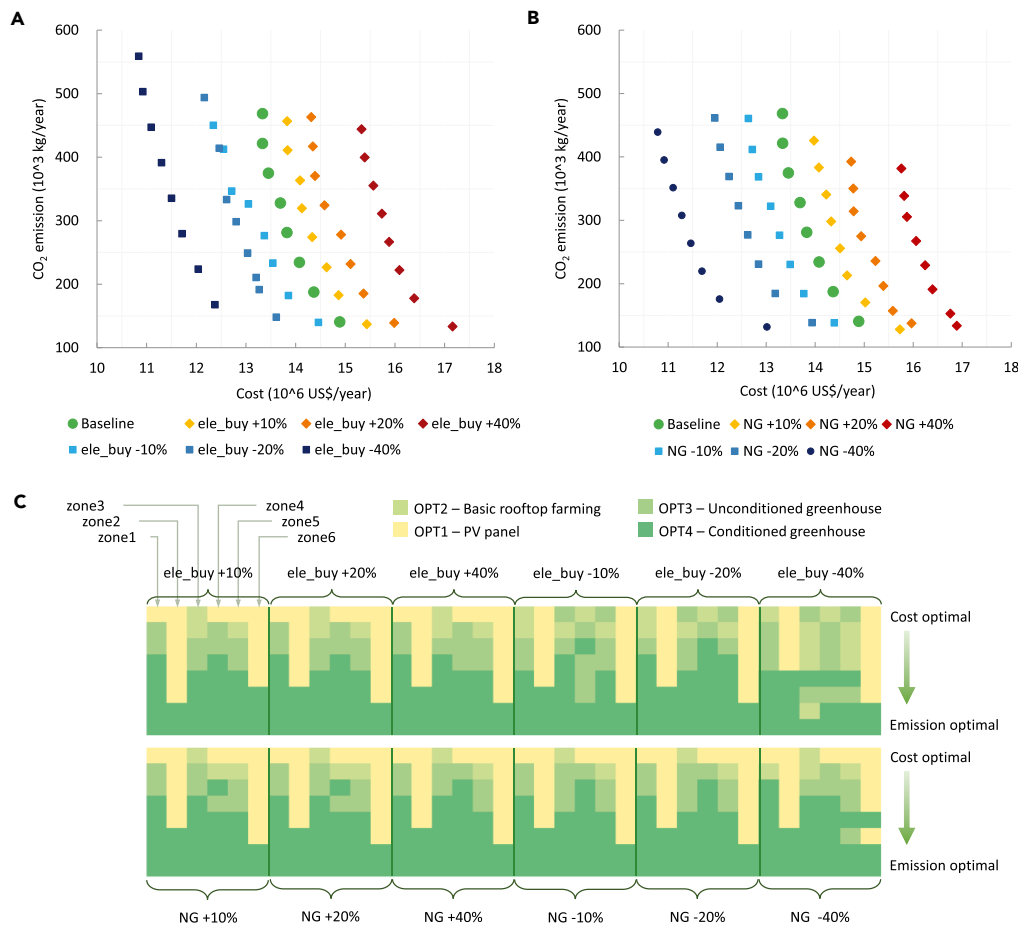 A
600
500
400
300
200
100
10 11 12 13 14 15 16 17 18
CO2 emission (10^3 kg/year)
Cost (10^6 US$/year)
Baseline ele_buy +10% ele_buy +20% ele_buy +40%
ele_buy -10% ele_buy -20% ele_buy -40%
B
600
500
400
300
200
100
10 11 12 13 14 15 16 17 18
CO2 emission (10^3 kg/year)
Cost (10^6 US$/year)
Baseline NG +10% NG +20% NG +40%
NG -10% NG -20% NG -40%
C
zone3 zone4
zone2 zone5
zone1 zone6
OPT2 – Basic rooftop farming OPT3 – Unconditioned greenhouse
OPT1 – PV panel OPT4 – Conditioned greenhouse
ele_buy +10% ele_buy +20% ele_buy +40% ele_buy -10% ele_buy -20% ele_buy -40%
Cost optimal
Emission optimal
Cost optimal
Emission optimal
NG +10% NG +20% NG +40% NG -10% NG -20% NG -40%